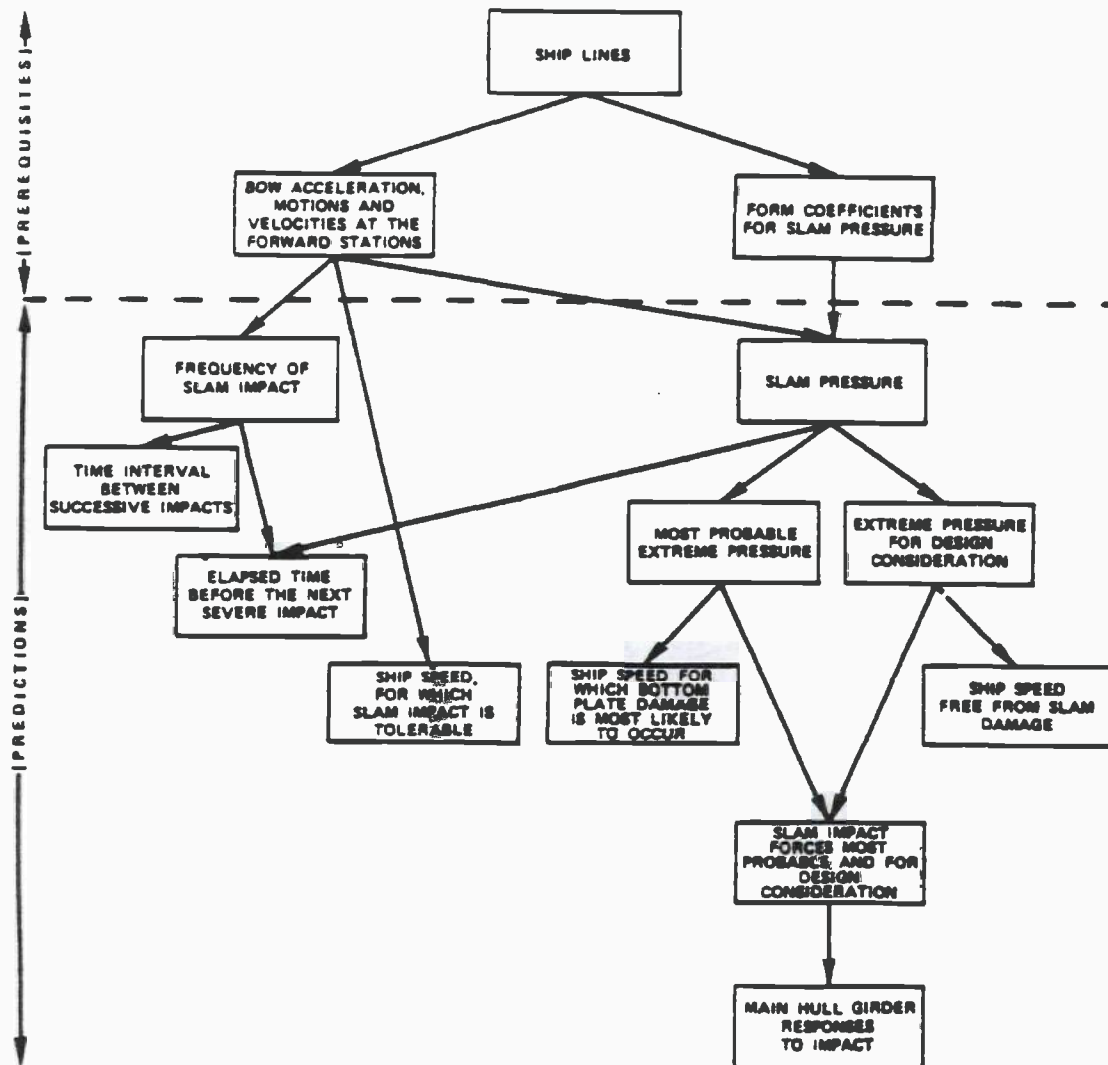 SHIP LINES
|PREREQUISITES|
BOW ACCELERATION,
MOTIONS AND
VELOCITIES AT THE
FORWARD STATIONS
FORM COEFFICIENTS
FOR SLAM PRESSURE
FREQUENCY OF
SLAM IMPACT
SLAM PRESSURE
TIME INTERVAL
BETWEEN
SUCCESSIVE IMPACTS
MOST PROBABLE
EXTREME PRESSURE
EXTREME PRESSURE
FOR DESIGN
CONSIDERATION
ELAPSED TIME
BEFORE THE NEXT
SEVERE IMPACT
|PREDICTIONS|
SHIP SPEED,
FOR WHICH
SLAM IMPACT IS
TOLERABLE
SHIP SPEED FOR
WHICH BOTTOM
PLATE DAMAGE
IS MOST LIKELY
TO OCCUR
SHIP SPEED
FREE FROM SLAM
DAMAGE
SLAM IMPACT
FORCES MOST
PROBABLE AND FOR
DESIGN
CONSIDERATION
MAIN HULL GIRDER
RESPONSES
TO IMPACT